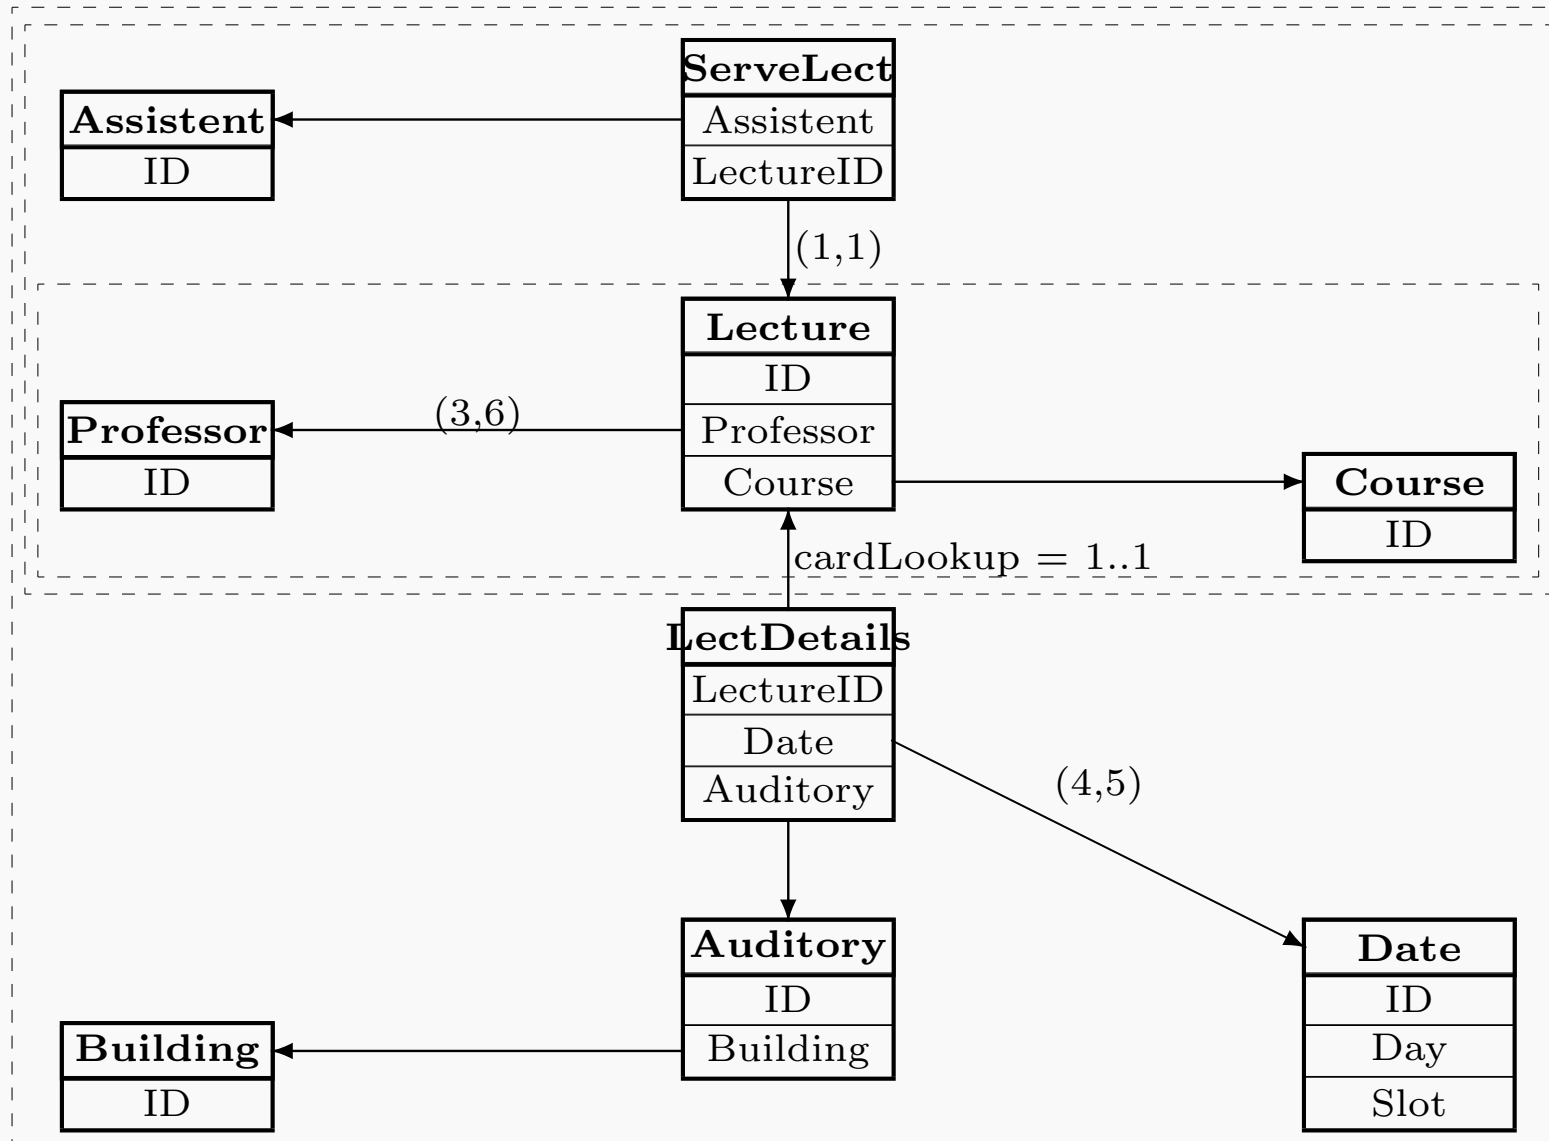 ServeLect
Assistent
Assistent
LectureID
ID
(1,1)
Lecture
ID
(3,6)
Professor
Professor
Course
ID
Course
ID
cardLookup = 1..1
LectDetails
LectureID
Date
Auditory
(4,5)
Auditory
ID
Building
Date
ID
Day
Slot
Building
ID